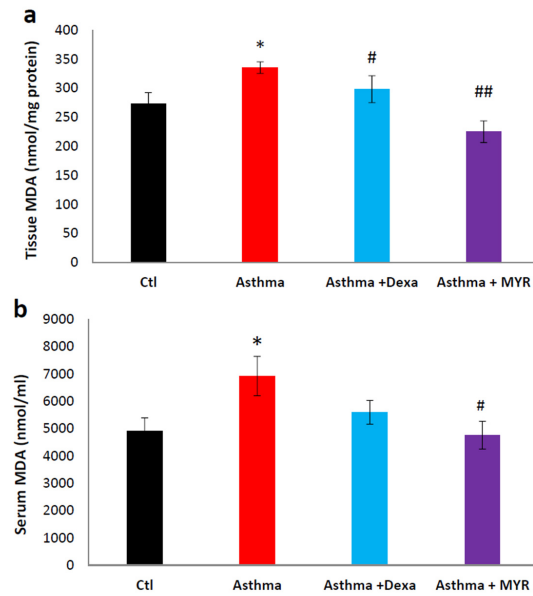 a
Tissue MDA (nmol/mg protein)
400
350
300
250
200
150
100
50
0
*
#
##
Ctl
Asthma
Asthma +Dexa
Asthma + MYR
b
Serum MDA (nmol/ml)
9000
8000
7000
6000
5000
4000
3000
2000
1000
0
*
#
Ctl
Asthma
Asthma +Dexa
Asthma + MYR